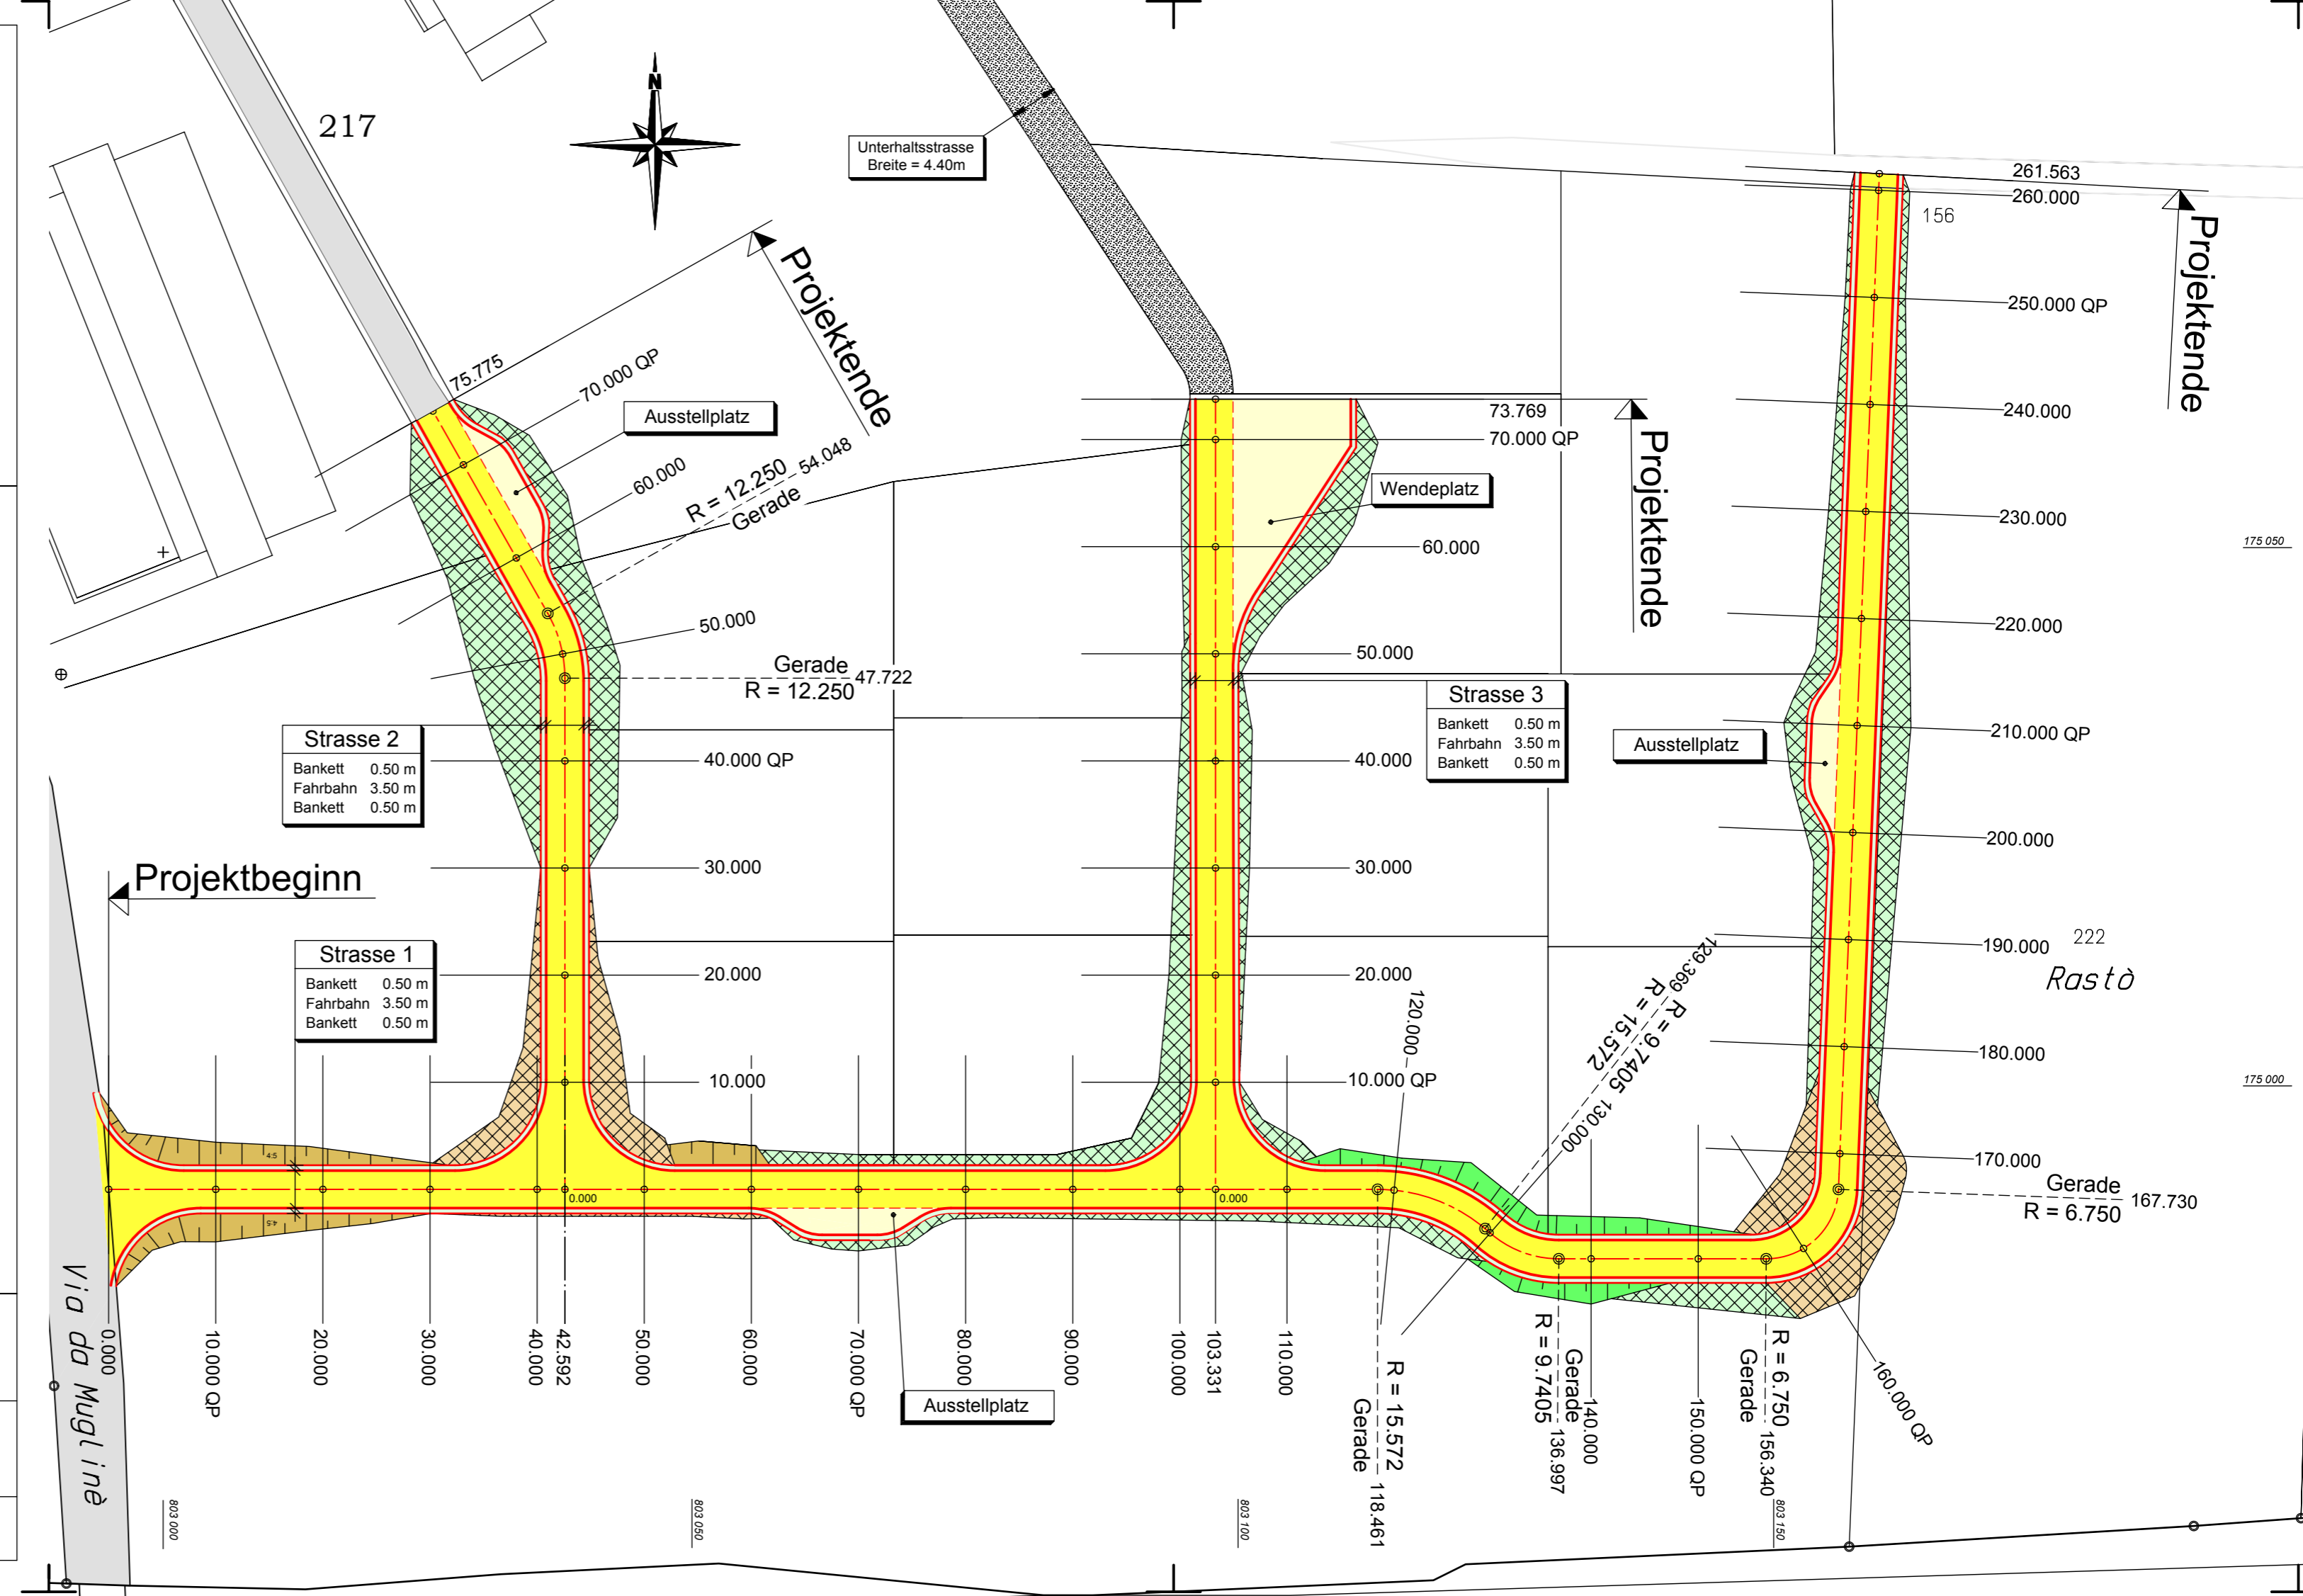 217
N
Unterhaltsstrasse
Breite = 4.40m
261.563
260.000
156
Projektende
250.000 QP
240.000
230.000
220.000
210.000 QP
200.000
190.000
222
Rastò
180.000
170.000
Gerade
167.730
R = 6.750
175 050
175 000
Projektende
75.775
70.000 QP
Ausstellplatz
60.000
R = 12.250
54.048
Gerade
50.000
Gerade
47.722
R = 12.250
Strasse 2
Bankett 0.50 m
Fahrbahn 3.50 m
Bankett 0.50 m
40.000 QP
30.000
20.000
10.000
Projektbeginn
Strasse 1
Bankett 0.50 m
Fahrbahn 3.50 m
Bankett 0.50 m
73.769
70.000 QP
Projektende
Wendeplatz
60.000
50.000
Strasse 3
Bankett 0.50 m
Fahrbahn 3.50 m
Bankett 0.50 m
Ausstellplatz
40.000
30.000
20.000
10.000 QP
120.000
129.369
R = 9.7405
R = 15.572
130.000
4:5
4:5
0.000
0.000
Via da Muglinè
0.000
10.000 QP
20.000
30.000
40.000
42.592
50.000
60.000
70.000 QP
80.000
90.000
100.000
103.331
110.000
Ausstellplatz
R = 15.572
Gerade
118.461
R = 9.7405
Gerade
136.997
140.000
150.000 QP
R = 6.750
Gerade
156.340
160.000 QP
803 000
803 050
803 100
803 150